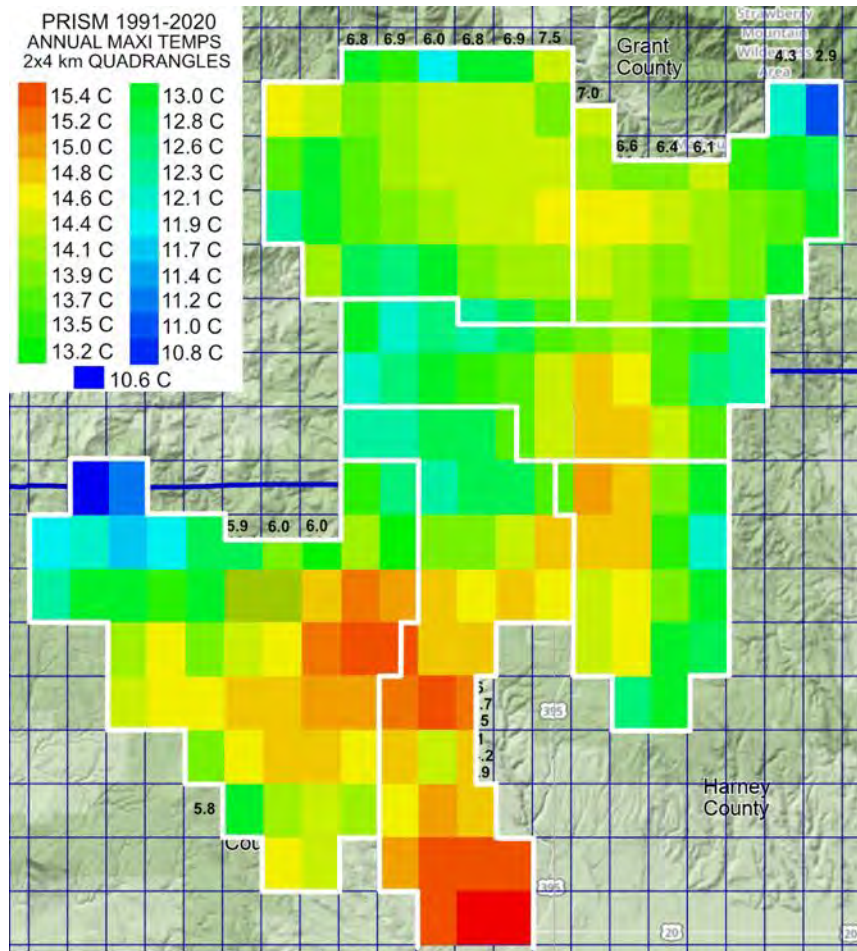 PRISM 1991-2020
ANNUAL MAXI TEMPS
2x4 km QUADRANGLES
15.4 C 13.0 C
15.2 C 12.8 C
15.0 C 12.6 C
14.8 C 12.3 C
14.6 C 12.1 C
14.4 C 11.9 C
14.1 C 11.7 C
13.9 C 11.4 C
13.7 C 11.2 C
13.5 C 11.0 C
13.2 C 10.8 C
10.6 C
6.8 6.9 6.0 6.8 6.9 7.5
Grant
County
Strawberry
Mountain
Wilderness
Area
4.3 2.9
7.0
6.6 6.4 6.1
5.9 6.0 6.0
.7
.2
.9
395
5.8
Harney
County
395
20
20